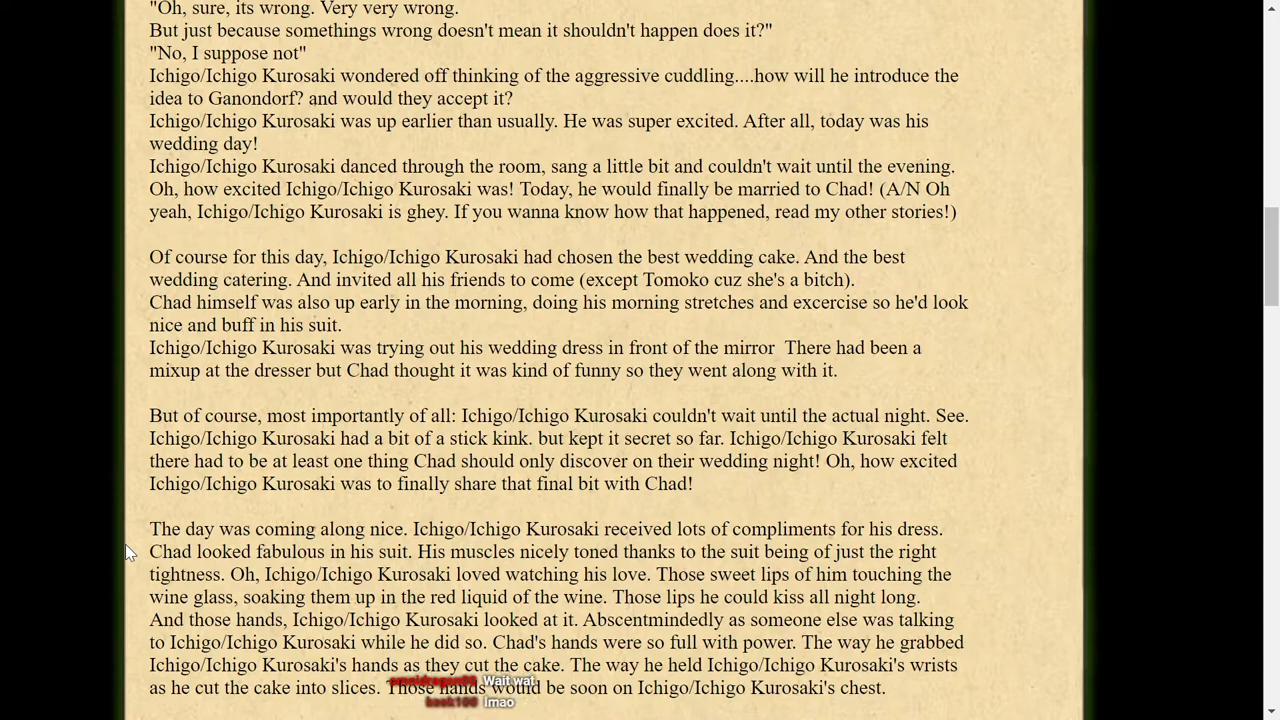 "Oh, sure, its wrong. Very very wrong.
But just because somethings wrong doesn't mean it shouldn't happen does it?"
"No, I suppose not"
Ichigo/Ichigo Kurosaki wondered off thinking of the aggressive cuddling....how will he introduce the
idea to Ganondorf? and would they accept it?
Ichigo/Ichigo Kurosaki was up earlier than usually. He was super excited. After all, today was his
wedding day!
Ichigo/Ichigo Kurosaki danced through the room, sang a little bit and couldn't wait until the evening.
Oh, how excited Ichigo/Ichigo Kurosaki was! Today, he would finally be married to Chad! (A/N Oh
yeah, Ichigo/Ichigo Kurosaki is ghey. If you wanna know how that happened, read my other stories!)
Of course for this day, Ichigo/Ichigo Kurosaki had chosen the best wedding cake. And the best
wedding catering. And invited all his friends to come (except Tomoko cuz she's a bitch).
Chad himself was also up early in the morning, doing his morning stretches and excercise so he'd look
nice and buff in his suit.
Ichigo/Ichigo Kurosaki was trying out his wedding dress in front of the mirror  There had been a
mixup at the dresser but Chad thought it was kind of funny so they went along with it.
But of course, most importantly of all: Ichigo/Ichigo Kurosaki couldn't wait until the actual night. See.
Ichigo/Ichigo Kurosaki had a bit of a stick kink. but kept it secret so far. Ichigo/Ichigo Kurosaki felt
there had to be at least one thing Chad should only discover on their wedding night! Oh, how excited
Ichigo/Ichigo Kurosaki was to finally share that final bit with Chad!
The day was coming along nice. Ichigo/Ichigo Kurosaki received lots of compliments for his dress.
Chad looked fabulous in his suit. His muscles nicely toned thanks to the suit being of just the right
tightness. Oh, Ichigo/Ichigo Kurosaki loved watching his love. Those sweet lips of him touching the
wine glass, soaking them up in the red liquid of the wine. Those lips he could kiss all night long.
And those hands, Ichigo/Ichigo Kurosaki looked at it. Abscentmindedly as someone else was talking
to Ichigo/Ichigo Kurosaki while he did so. Chad's hands were so full with power. The way he grabbed
Ichigo/Ichigo Kurosaki's hands as they cut the cake. The way he held Ichigo/Ichigo Kurosaki's wrists
as he cut the cake into slices. Those hands would be soon on Ichigo/Ichigo Kurosaki's chest.
Wait wat
lmao